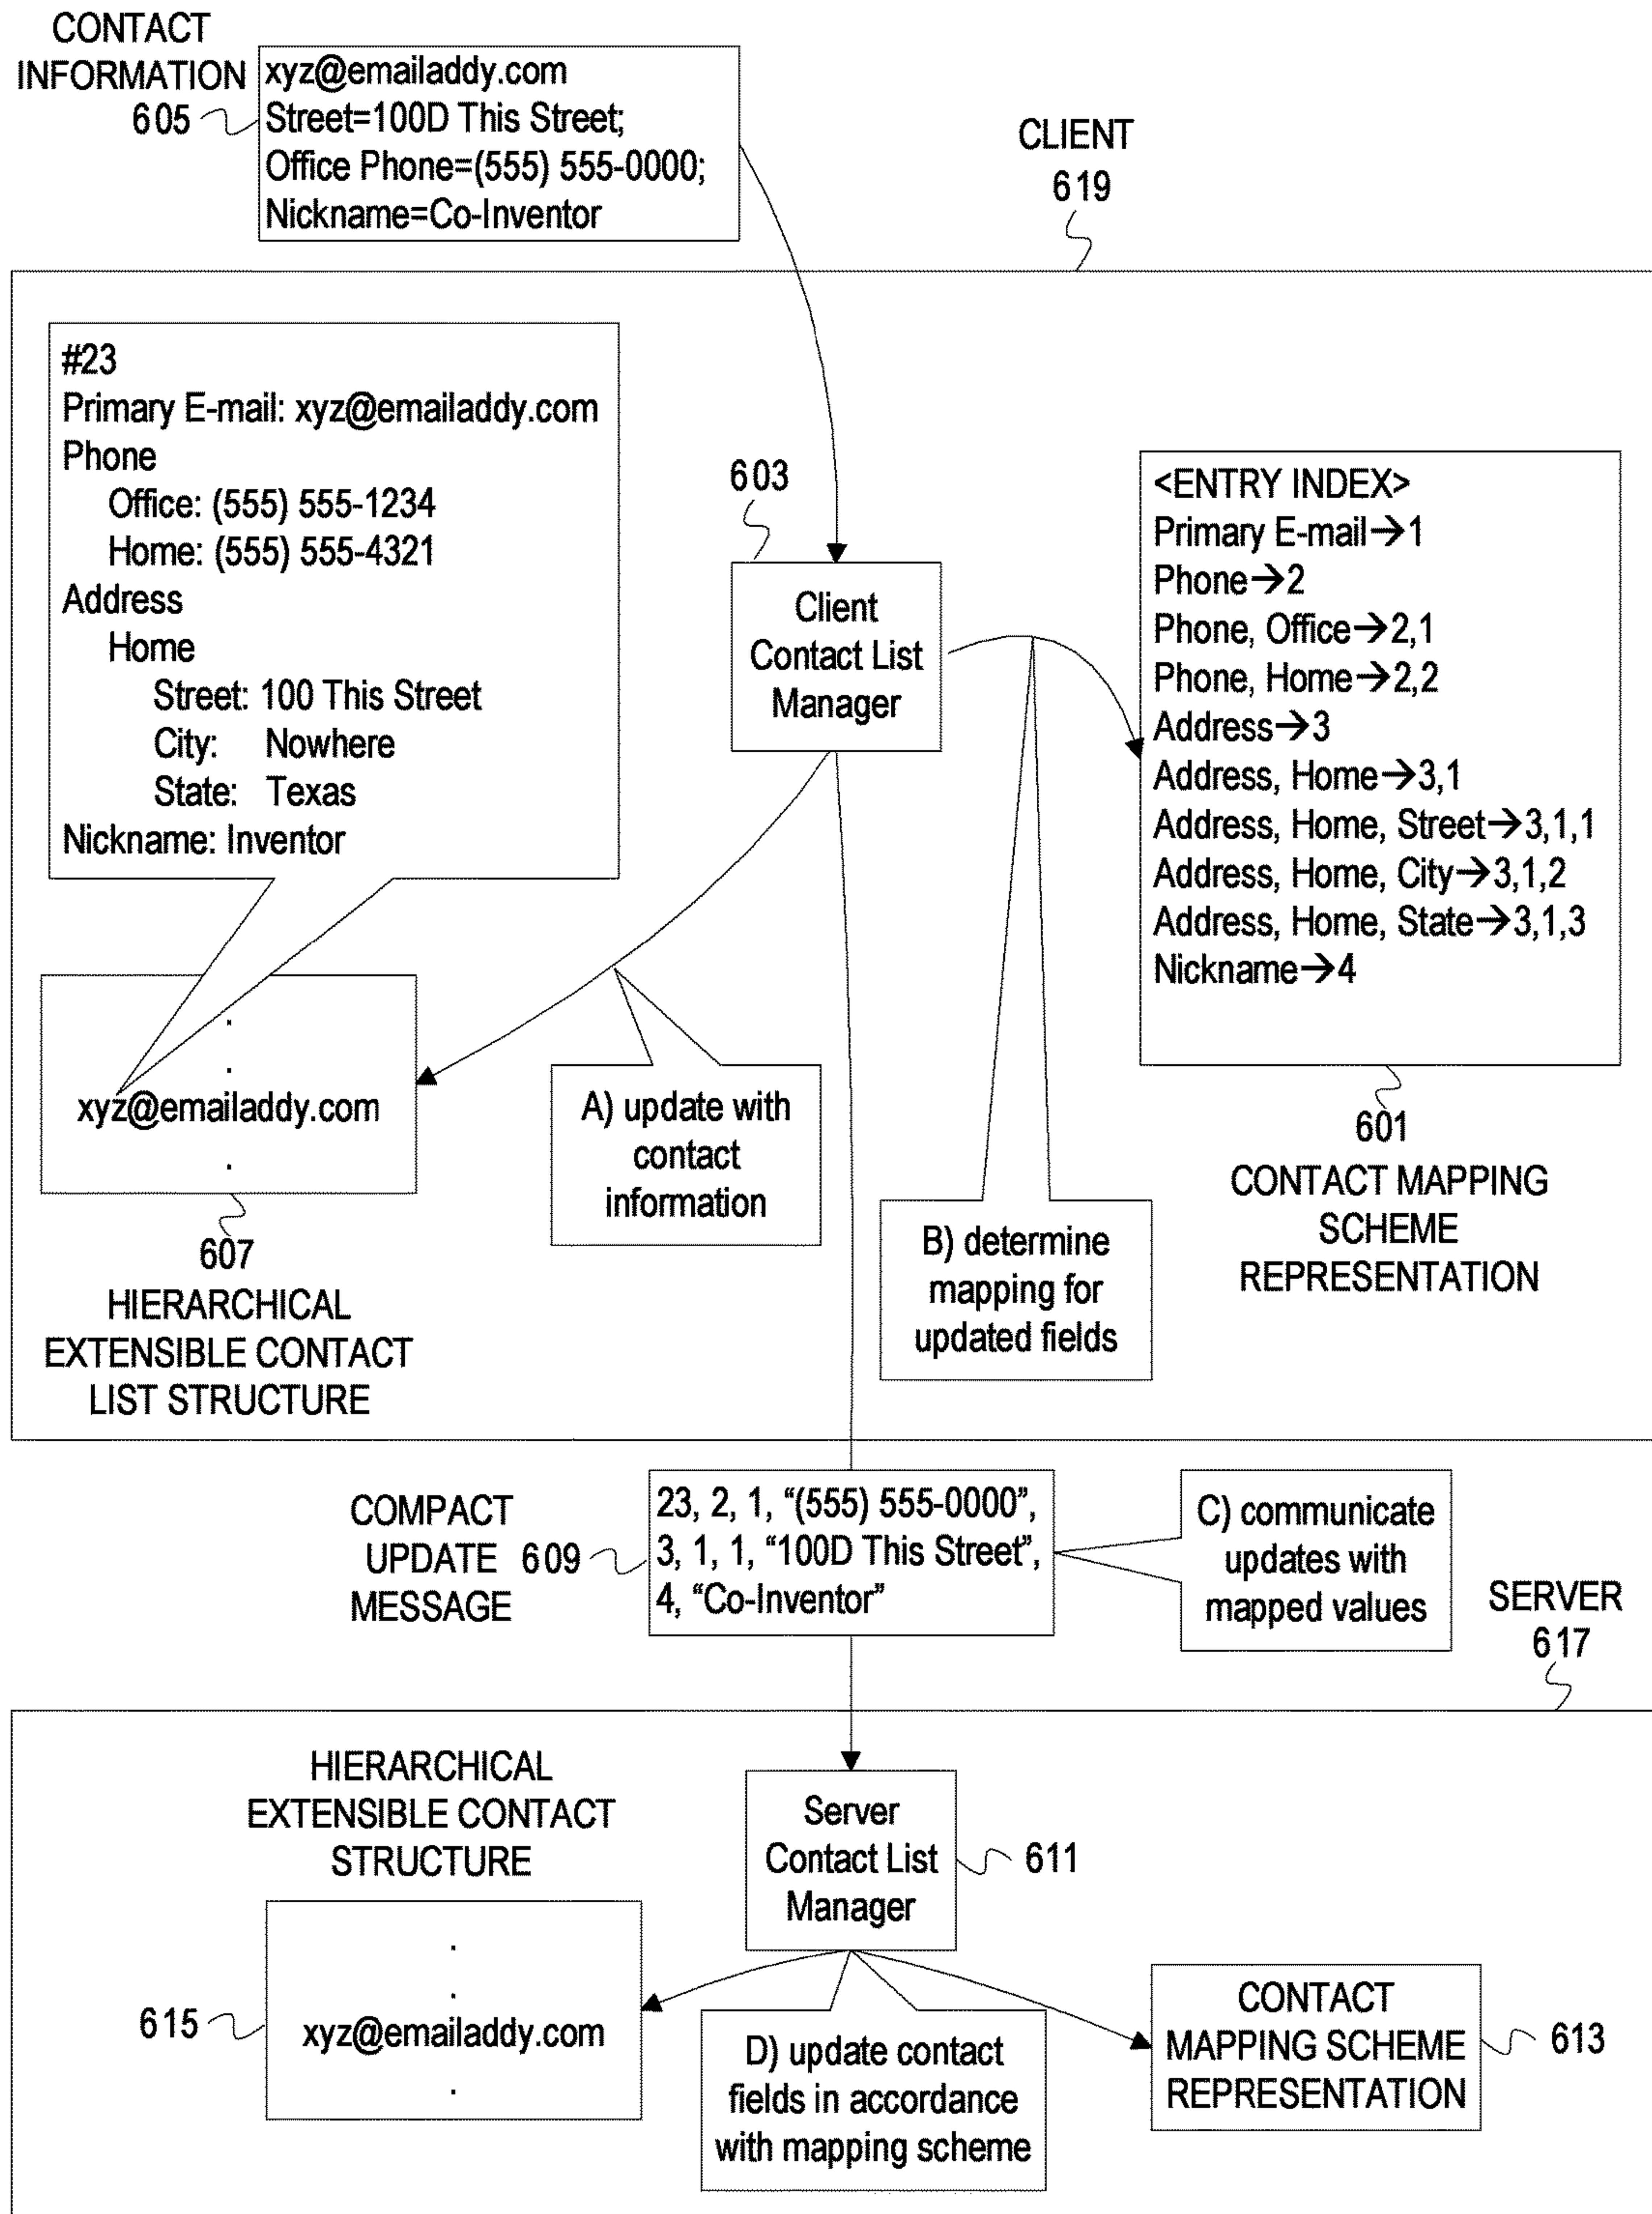 CONTACT
INFORMATION
605
xyz@emailaddy.com
Street=100D This Street;
Office Phone=(555) 555-0000;
Nickname=Co-Inventor
CLIENT
619
#23
Primary E-mail: xyz@emailaddy.com
Phone
Office: (555) 555-1234
Home: (555) 555-4321
Address
Home
Street: 100 This Street
City: Nowhere
State: Texas
Nickname: Inventor
603
Client
Contact List
Manager
<ENTRY INDEX>
Primary E-mail→1
Phone→2
Phone, Office→2,1
Phone, Home→2,2
Address→3
Address, Home→3,1
Address, Home, Street→3,1,1
Address, Home, City→3,1,2
Address, Home, State→3,1,3
Nickname→4
601
CONTACT MAPPING
SCHEME
REPRESENTATION
.
.
xyz@emailaddy.com
.
607
HIERARCHICAL
EXTENSIBLE CONTACT
LIST STRUCTURE
A) update with
contact
information
B) determine
mapping for
updated fields
COMPACT
UPDATE 609
MESSAGE
23, 2, 1, “(555) 555-0000”,
3, 1, 1, “100D This Street”,
4, “Co-Inventor”
C) communicate
updates with
mapped values
SERVER
617
HIERARCHICAL
EXTENSIBLE CONTACT
STRUCTURE
Server
Contact List
Manager
611
615
.
.
xyz@emailaddy.com
.
D) update contact
fields in accordance
with mapping scheme
CONTACT
MAPPING SCHEME
REPRESENTATION
613